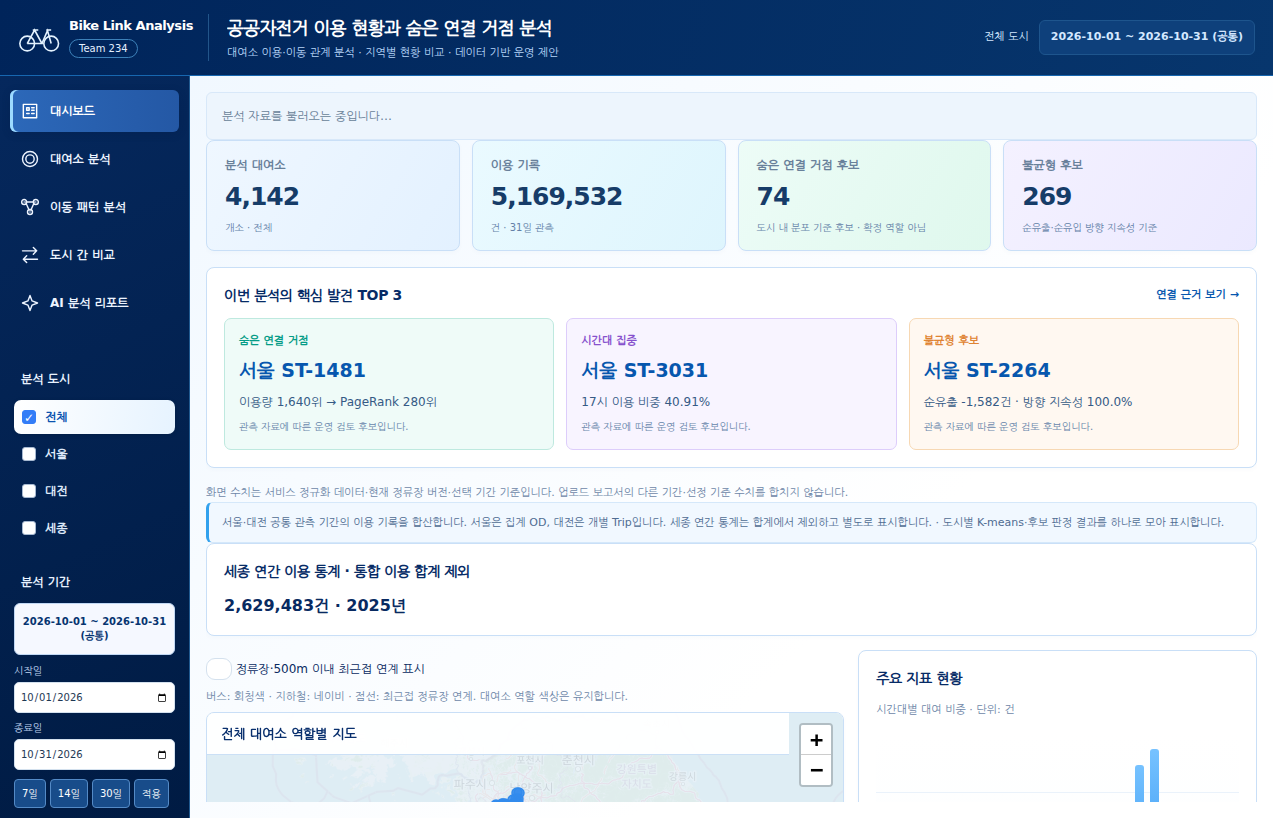 Bike Link Analysis
Team 234
공공자전거 이용 현황과 숨은 연결 거점 분석
대여소 이용·이동 관계 분석 · 지역별 현황 비교 · 데이터 기반 운영 제안
전체 도시
2026-10-01 ~ 2026-10-31 (공통)
대시보드
대여소 분석
이동 패턴 분석
도시 간 비교
AI 분석 리포트
분석 도시
전체
서울
대전
세종
분석 기간
2026-10-01 ~ 2026-10-31
(공통)
시작일
10/01/2026
종료일
10/31/2026
7일
14일
30일
적용
분석 자료를 불러오는 중입니다...
분석 대여소
4,142
개소 · 전체
이용 기록
5,169,532
건 · 31일 관측
숨은 연결 거점 후보
74
도시 내 분포 기준 후보 · 확정 역할 아님
불균형 후보
269
순유출·순유입 방향 지속성 기준
이번 분석의 핵심 발견 TOP 3
연결 근거 보기 →
숨은 연결 거점
서울 ST-1481
이용량 1,640위 → PageRank 280위
관측 자료에 따른 운영 검토 후보입니다.
시간대 집중
서울 ST-3031
17시 이용 비중 40.91%
관측 자료에 따른 운영 검토 후보입니다.
불균형 후보
서울 ST-2264
순유출 -1,582건 · 방향 지속성 100.0%
관측 자료에 따른 운영 검토 후보입니다.
화면 수치는 서비스 정규화 데이터·현재 정류장 버전·선택 기간 기준입니다. 업로드 보고서의 다른 기간·선정 기준 수치를 합치지 않습니다.
서울·대전 공통 관측 기간의 이용 기록을 합산합니다. 서울은 집계 OD, 대전은 개별 Trip입니다. 세종 연간 통계는 합계에서 제외하고 별도로 표시합니다. · 도시별 K-means·후보 판정 결과를 하나로 모아 표시합니다.
세종 연간 이용 통계 · 통합 이용 합계 제외
2,629,483건 · 2025년
정류장·500m 이내 최근접 연계 표시
버스: 회청색 · 지하철: 네이비 · 점선: 최근접 정류장 연계. 대여소 역할 색상은 유지합니다.
전체 대여소 역할별 지도
+
−
포천시
춘천시
강원특별
자치도
강릉시
파주시
남양주시
주요 지표 현황
시간대별 대여 비중 · 단위: 건